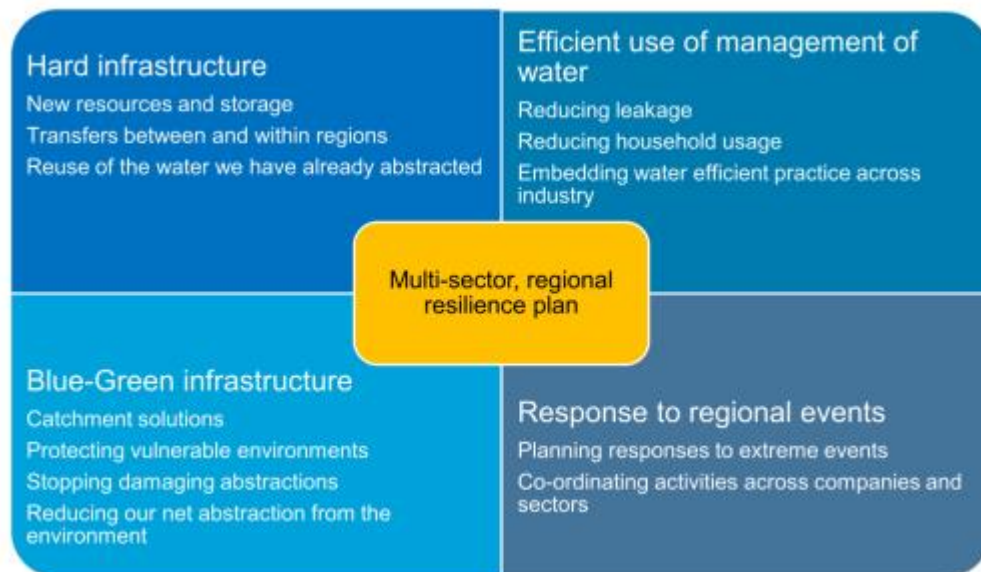 Hard infrastructure
New resources and storage
Transfers between and within regions
Reuse of the water we have already abstracted
Efficient use of management of
water
Reducing leakage
Reducing household usage
Embedding water efficient practice across
industry
Multi-sector, regional
resilience plan
Blue-Green infrastructure
Catchment solutions
Protecting vulnerable environments
Stopping damaging abstractions
Reducing our net abstraction from the
environment
Response to regional events
Planning responses to extreme events
Co-ordinating activities across companies and
sectors